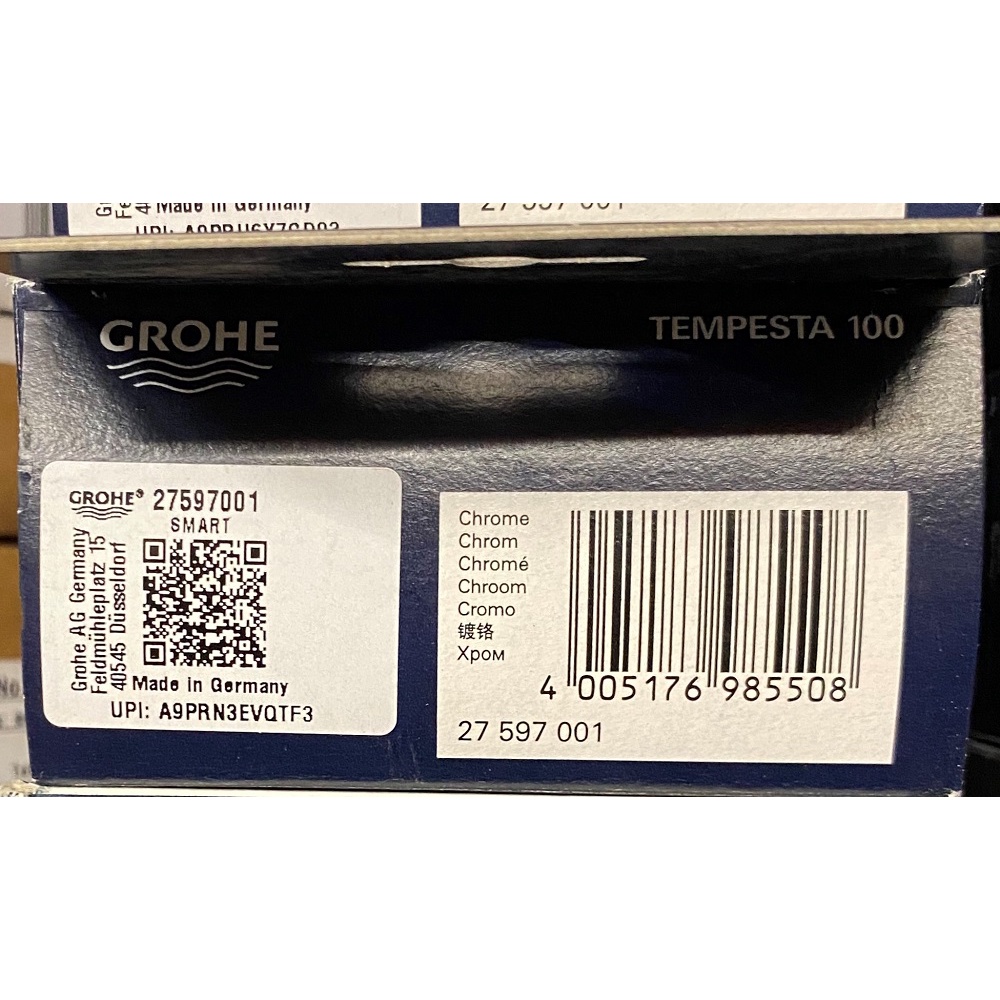 Made in Germany
GROHE
TEMPESTA 100
GROHE® 27597001
SMART
Grohe AG Germany
Feldmühleplatz 15
40545 Düsseldorf
Made in Germany
UPI: A9PRN3EVQTF3
Chrome
Chrom
Chromé
Chroom
Cromo
镀铬
Хром
4 005176 985508
27 597 001